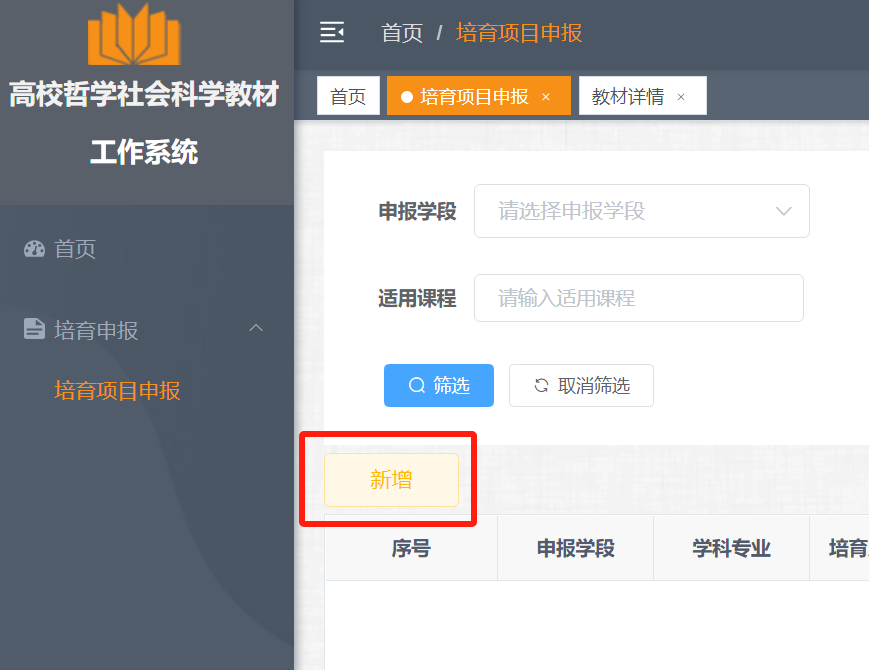 高校哲学社会科学教材
工作系统
首页
培育申报
培育项目申报
首页 / 培育项目申报
首页 培育项目申报 × 教材详情 ×
申报学段 请选择申报学段
适用课程 请输入适用课程
筛选 取消筛选
新增
序号 申报学段 学科专业 培育